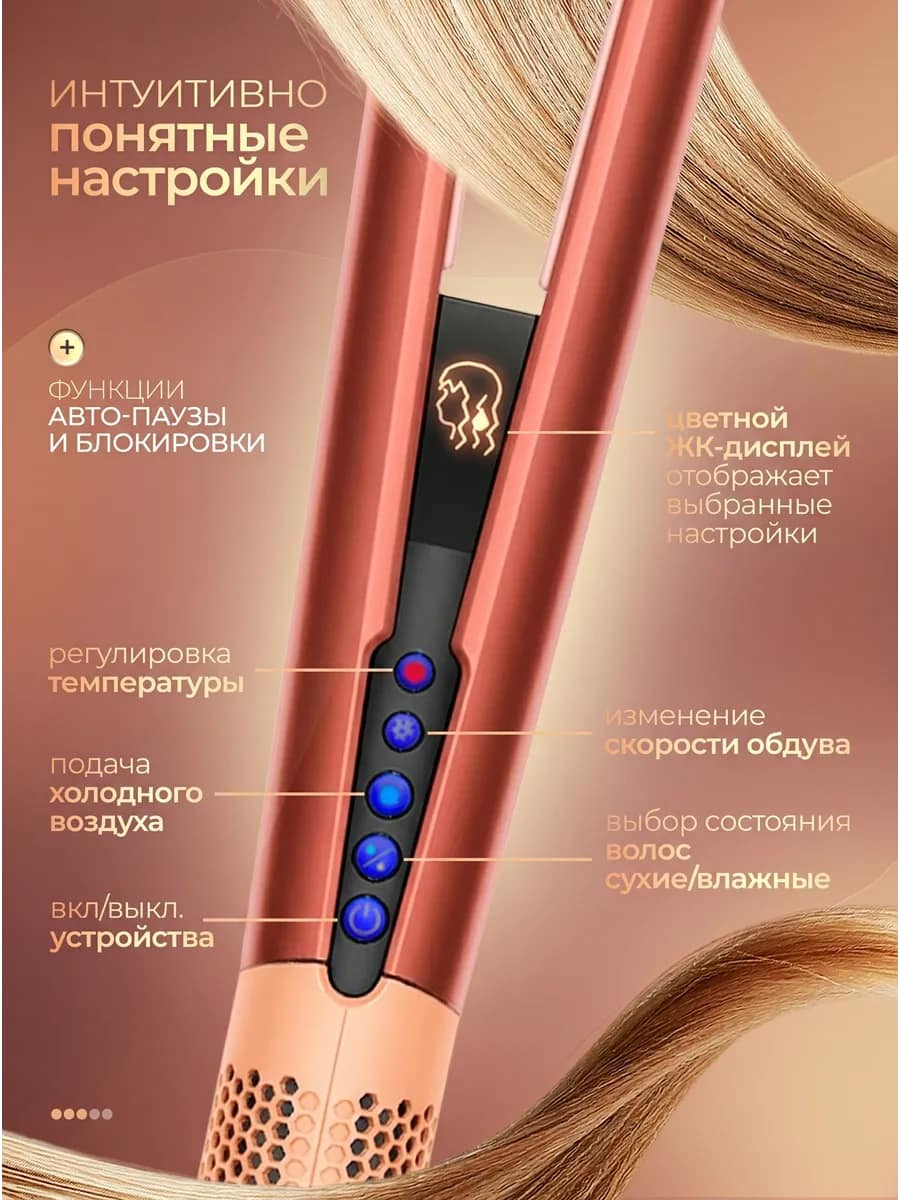 ИНТУИТИВНО
понятные
настройки
+
ФУНКЦИИ
АВТО-ПАУЗЫ
И БЛОКИРОВКИ
цветной
ЖК-дисплей
отображает
выбранные
настройки
регулировка
температуры
изменение
скорости обдува
подача
холодного
воздуха
выбор состояния
волос
сухие/влажные
вкл/выкл.
устройства